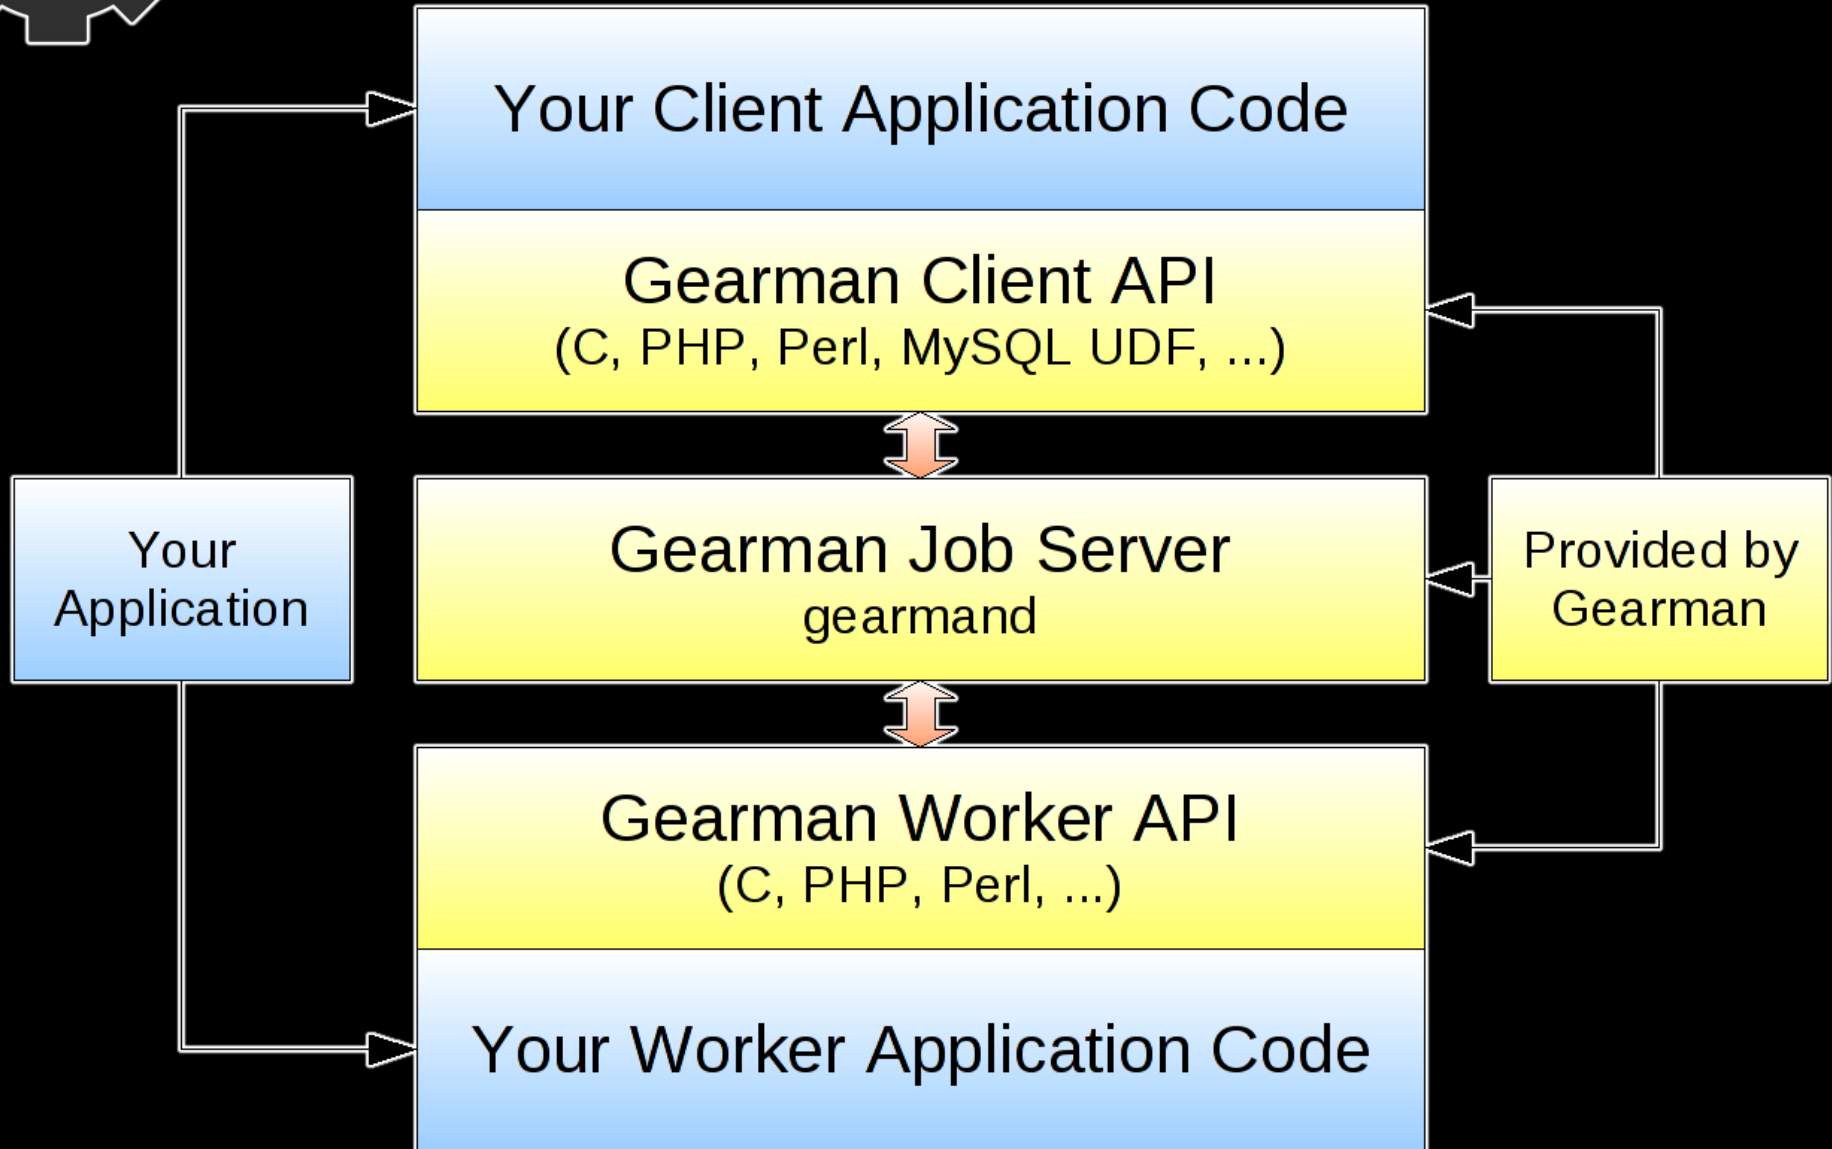 Your Client Application Code
Gearman Client API
(C, PHP, Perl, MySQL UDF, ...)
Your
Application
Gearman Job Server
gearmand
Provided by
Gearman
Gearman Worker API
(C, PHP, Perl, ...)
Your Worker Application Code